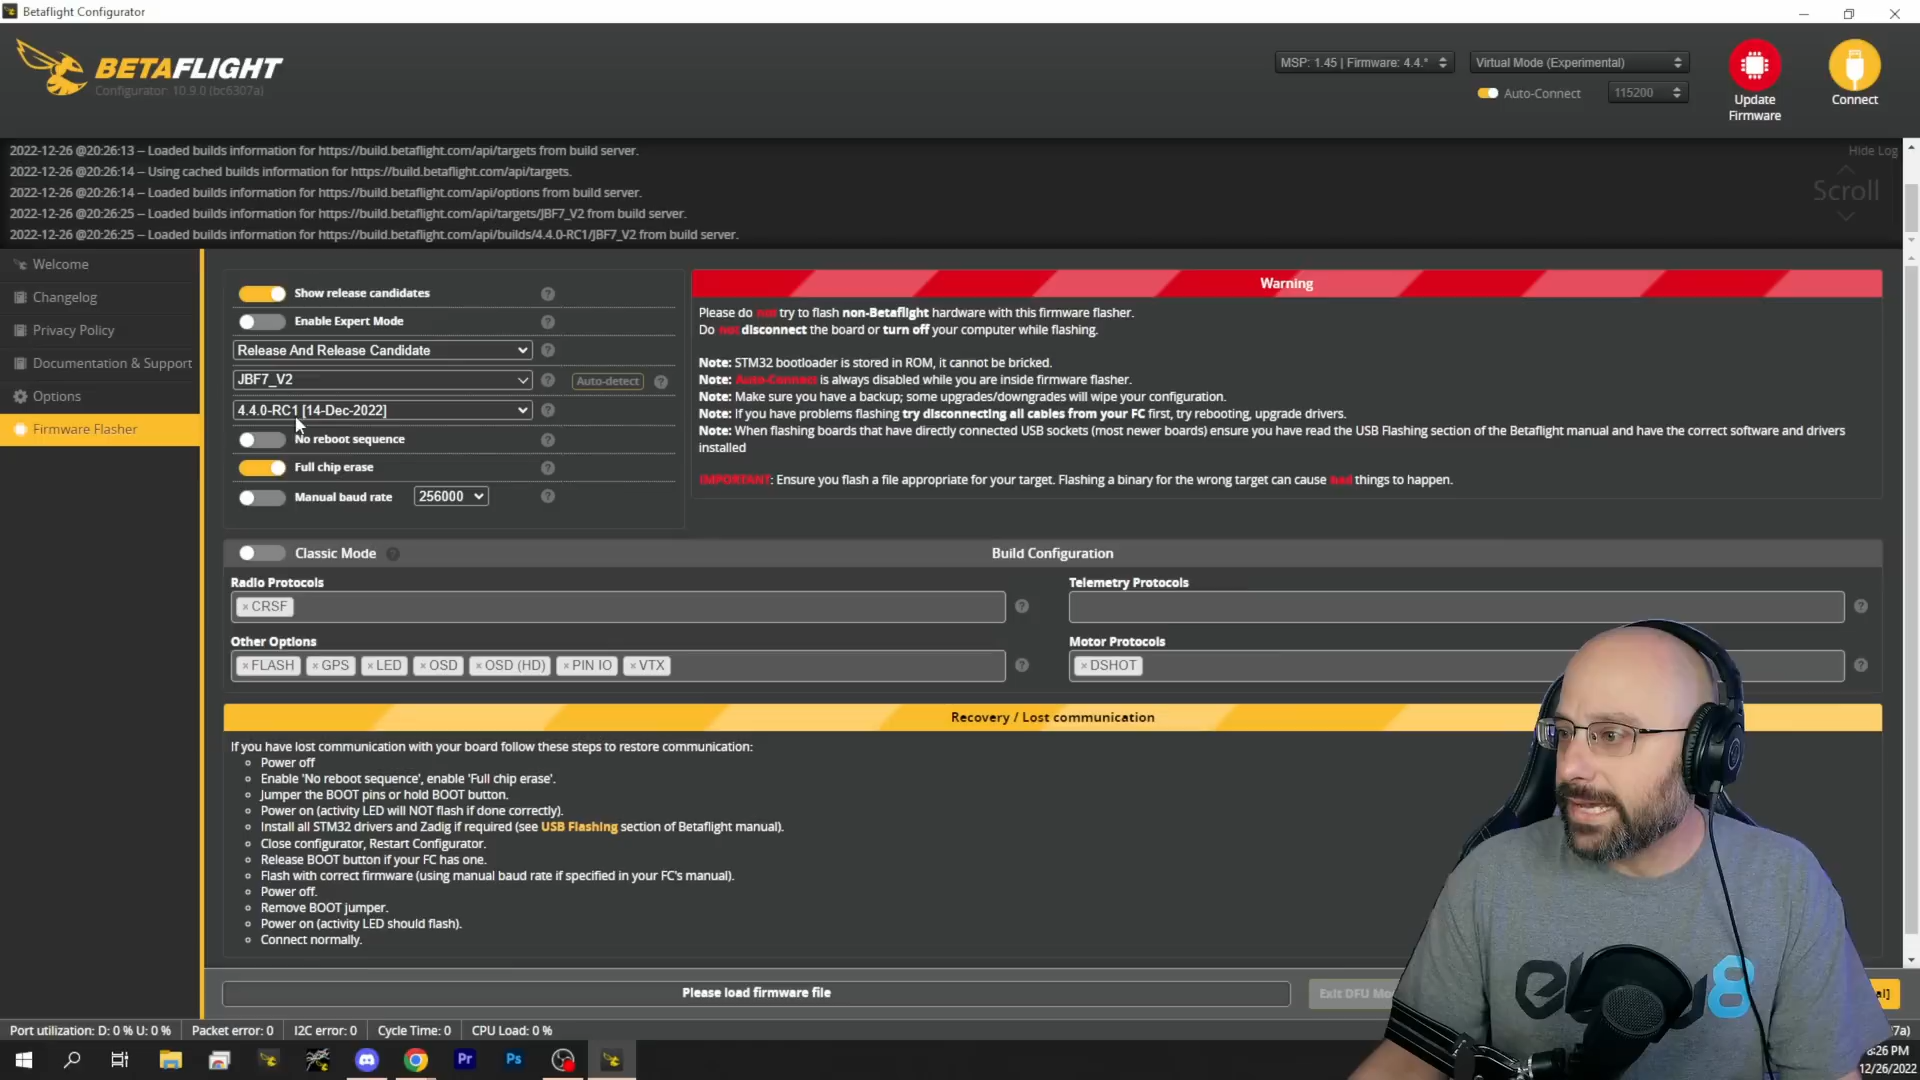 Betaflight Configurator
BETAFLIGHT
Configurator: 10.9.0 (bc6307a)
MSP: 1.45 | Firmware: 4.4.*
Virtual Mode (Experimental)
Auto-Connect
115200
Update
Firmware
Connect
2022-12-26 @20:26:13 -- Loaded builds information for https://build.betaflight.com/api/targets from build server.
2022-12-26 @20:26:14 -- Using cached builds information for https://build.betaflight.com/api/targets.
2022-12-26 @20:26:14 -- Loaded builds information for https://build.betaflight.com/api/options from build server.
2022-12-26 @20:26:25 -- Loaded builds information for https://build.betaflight.com/api/targets/JBF7_V2 from build server.
2022-12-26 @20:26:25 -- Loaded builds information for https://build.betaflight.com/api/builds/4.4.0-RC1/JBF7_V2 from build server.
Hide Log
Scroll
Welcome
Changelog
Privacy Policy
Documentation & Support
Options
Firmware Flasher
Show release candidates
Enable Expert Mode
Release And Release Candidate
JBF7_V2
Auto-detect
4.4.0-RC1 [14-Dec-2022]
No reboot sequence
Full chip erase
Manual baud rate
256000
Warning
Please do not try to flash non-Betaflight hardware with this firmware flasher.
Do not disconnect the board or turn off your computer while flashing.
Note: STM32 bootloader is stored in ROM, it cannot be bricked.
Note: Auto-Connect is always disabled while you are inside firmware flasher.
Note: Make sure you have a backup; some upgrades/downgrades will wipe your configuration.
Note: If you have problems flashing try disconnecting all cables from your FC first, try rebooting, upgrade drivers.
Note: When flashing boards that have directly connected USB sockets (most newer boards) ensure you have read the USB Flashing section of the Betaflight manual and have the correct software and drivers
installed
IMPORTANT: Ensure you flash a file appropriate for your target. Flashing a binary for the wrong target can cause bad things to happen.
Classic Mode
Build Configuration
Radio Protocols
× CRSF
Telemetry Protocols
Other Options
× FLASH × GPS × LED × OSD × OSD (HD) × PIN IO × VTX
Motor Protocols
× DSHOT
Recovery / Lost communication
If you have lost communication with your board follow these steps to restore communication:
Power off
Enable 'No reboot sequence', enable 'Full chip erase'.
Jumper the BOOT pins or hold BOOT button.
Power on (activity LED will NOT flash if done correctly).
Install all STM32 drivers and Zadig if required (see USB Flashing section of Betaflight manual).
Close configurator, Restart Configurator.
Release BOOT button if your FC has one.
Flash with correct firmware (using manual baud rate if specified in your FC's manual).
Power off.
Remove BOOT jumper.
Power on (activity LED should flash).
Connect normally.
Please load firmware file
Exit DFU
al]
Port utilization: D: 0 % U: 0 %
Packet error: 0
I2C error: 0
Cycle Time: 0
CPU Load: 0 %
7a)
Pr
Ps
8:26 PM
12/26/2022